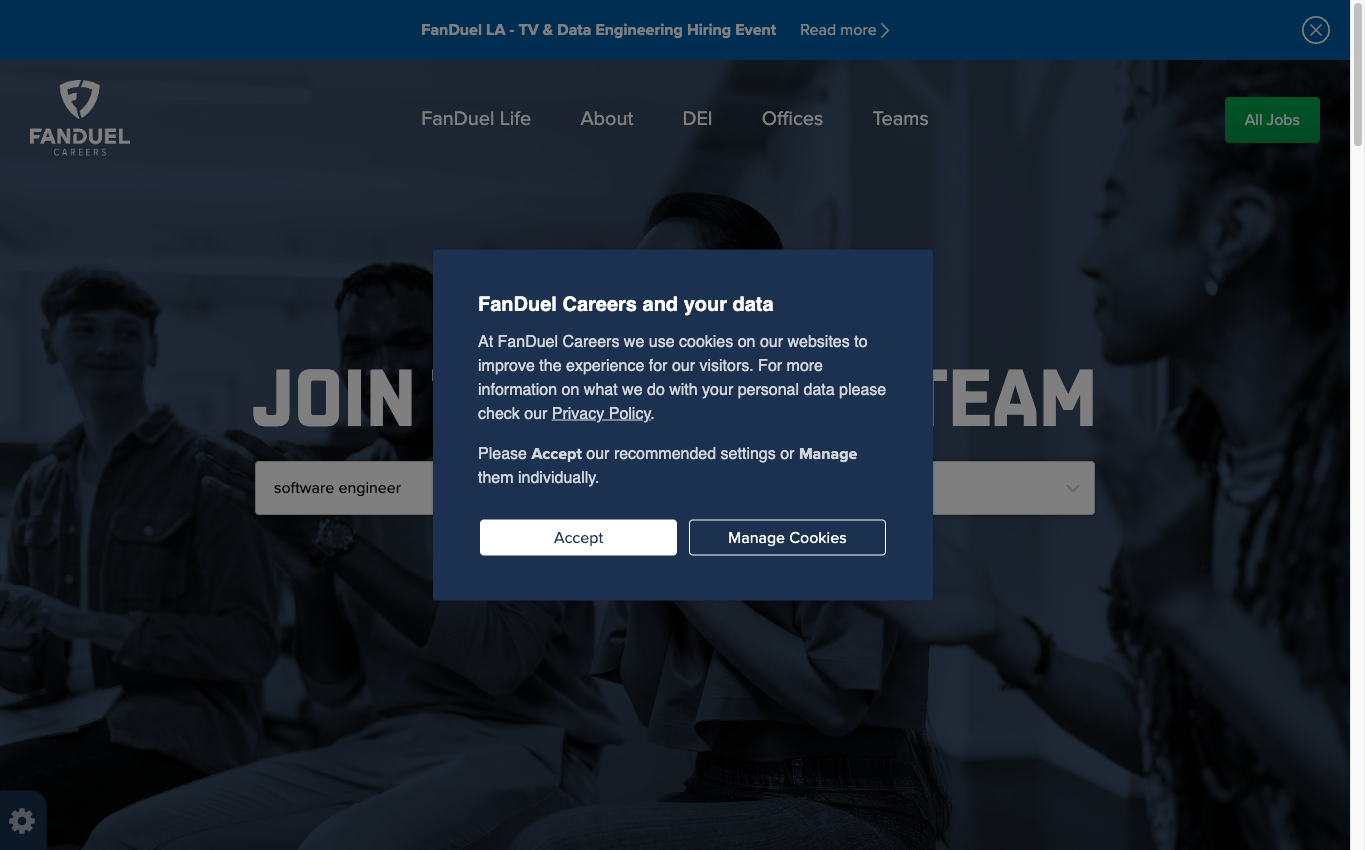 FanDuel LA - TV & Data Engineering Hiring Event Read more
FANDUEL
CAREERS
FanDuel Life About DEI Offices Teams
All Jobs
FanDuel Careers and your data
At FanDuel Careers we use cookies on our websites to
improve the experience for our visitors. For more
information on what we do with your personal data please
check our Privacy Policy.
Please Accept our recommended settings or Manage
them individually.
Accept Manage Cookies
JOIN TEAM
software engineer